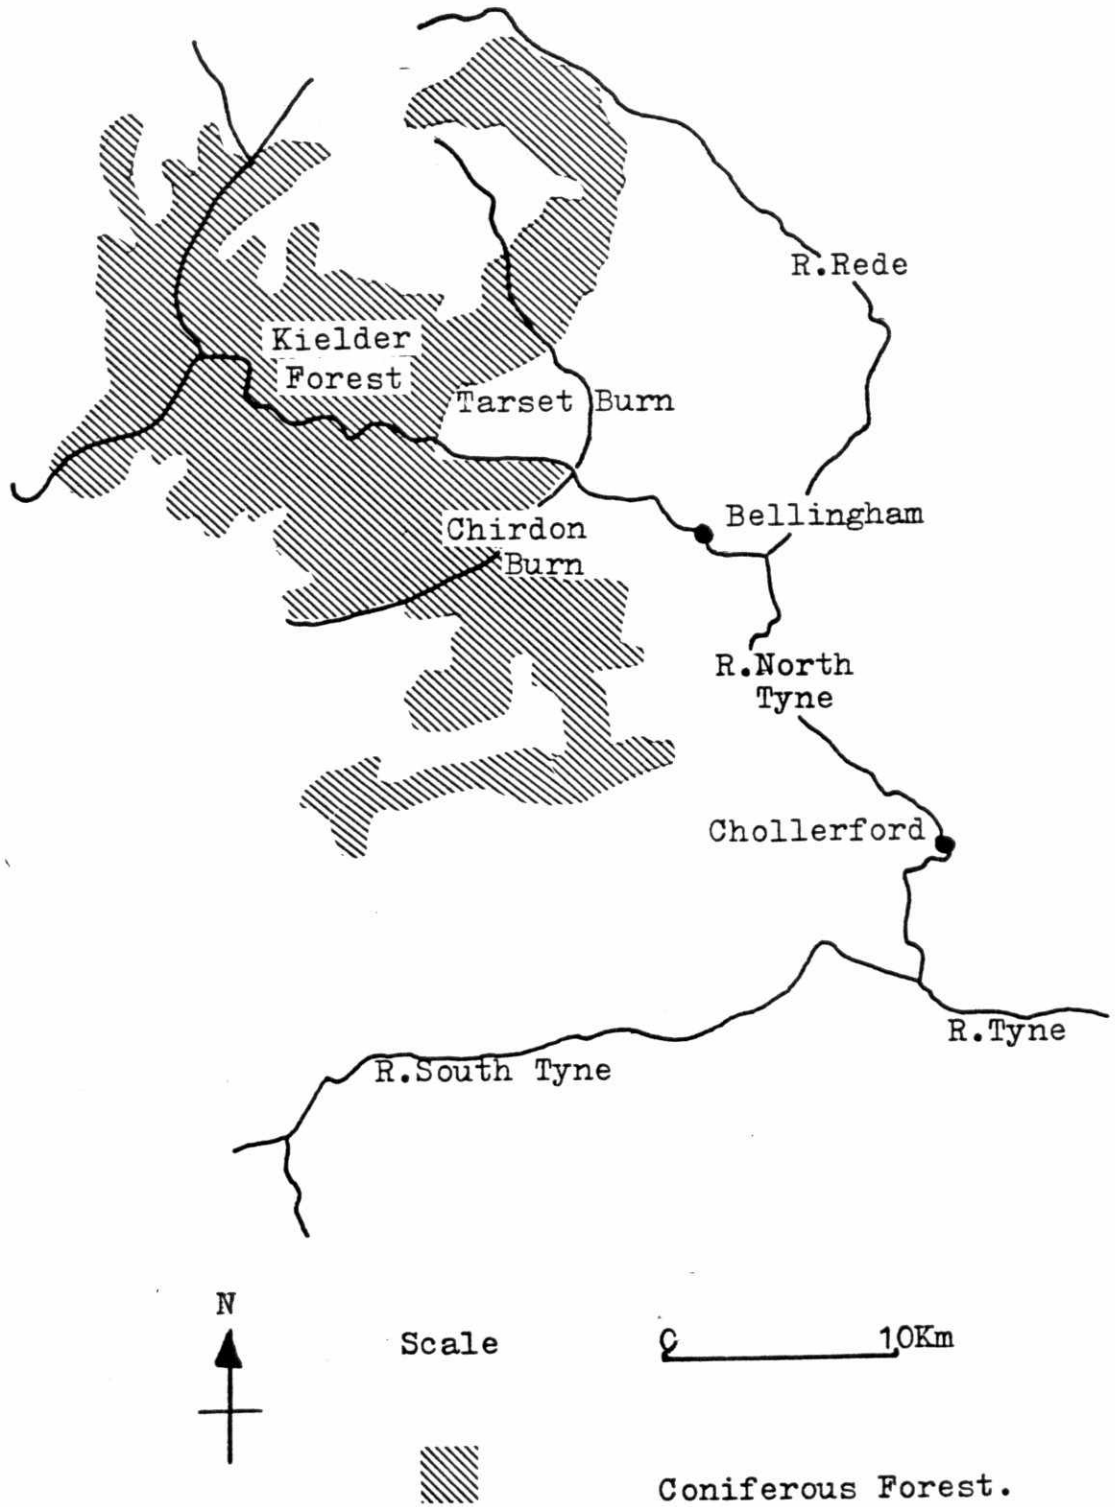 R.Rede
Kielder
Forest
Tarset Burn
Bellingham
Chirdon
Burn
R.North
Tyne
Chollerford
R.Tyne
R.South Tyne
N
Scale
0
10Km
Coniferous Forest.